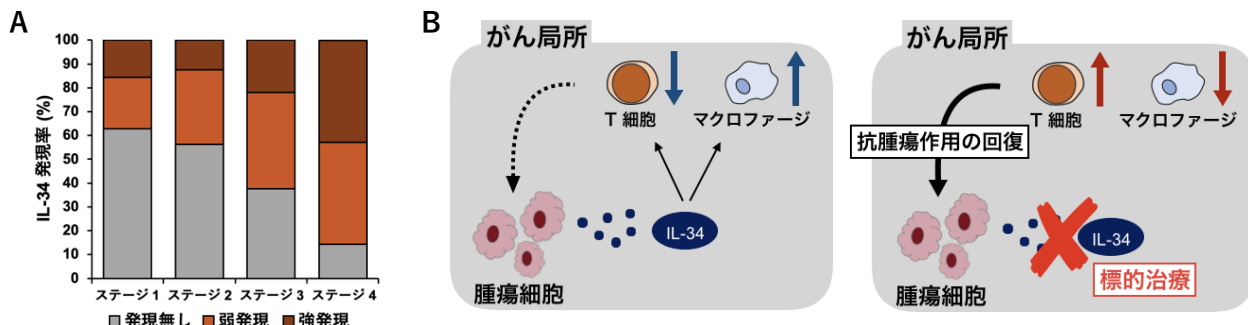 A
IL-34 発現率 (%)
100
90
80
70
60
50
40
30
20
10
0
ステージ 1
ステージ 2
ステージ 3
ステージ 4
発現無し
弱発現
強発現
B
がん局所
T 細胞
マクロファージ
IL-34
腫瘍細胞
がん局所
T 細胞
マクロファージ
抗腫瘍作用の回復
IL-34
標的治療
腫瘍細胞